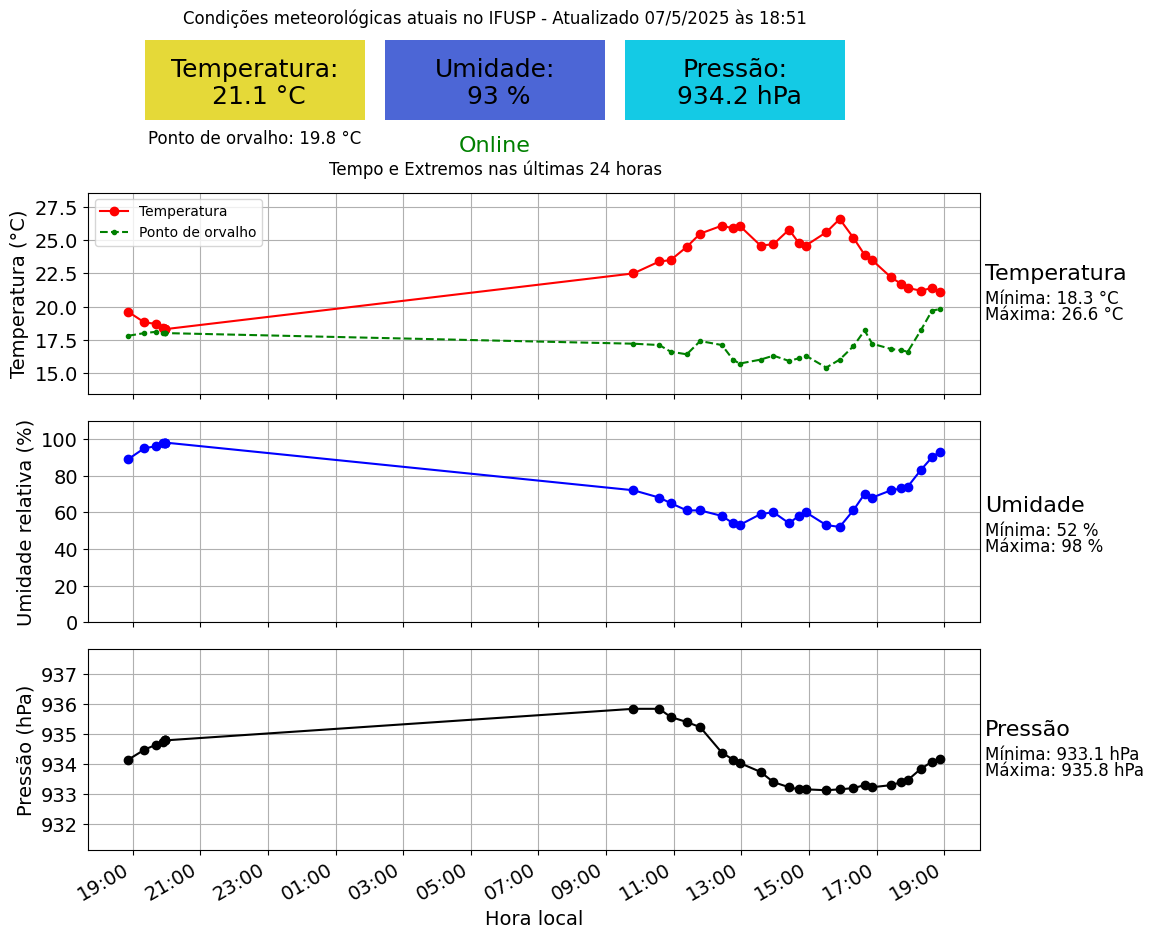 Condições meteorológicas atuais no IFUSP - Atualizado 07/5/2025 às 18:51
Temperatura:
21.1 °C
Umidade:
93 %
Pressão:
934.2 hPa
Ponto de orvalho: 19.8 °C
Online
Tempo e Extremos nas últimas 24 horas
Temperatura (°C)
27.5
25.0
22.5
20.0
17.5
15.0
Temperatura
Ponto de orvalho
Temperatura
Mínima: 18.3 °C
Máxima: 26.6 °C
Umidade relativa (%)
100
80
60
40
20
0
Umidade
Mínima: 52 %
Máxima: 98 %
Pressão (hPa)
937
936
935
934
933
932
Pressão
Mínima: 933.1 hPa
Máxima: 935.8 hPa
19:00 21:00 23:00 01:00 03:00 05:00 07:00 09:00 11:00 13:00 15:00 17:00 19:00
Hora local